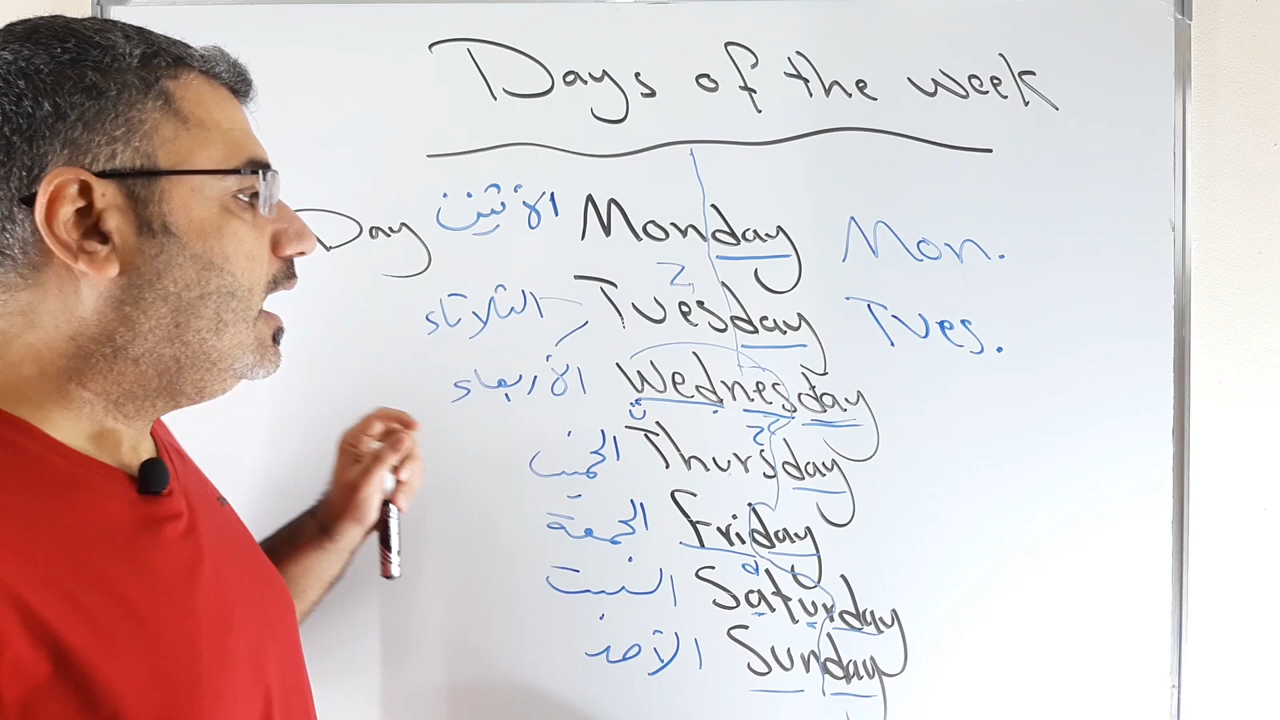 Days of the week
Day الأثنين Monday Mon.
z
الثلاثاء Tuesday Tues.
الأربعاء Wednesday
ث z
الخميس Thursday
الجمعة Friday
السبت Saturday
الأحد Sunday